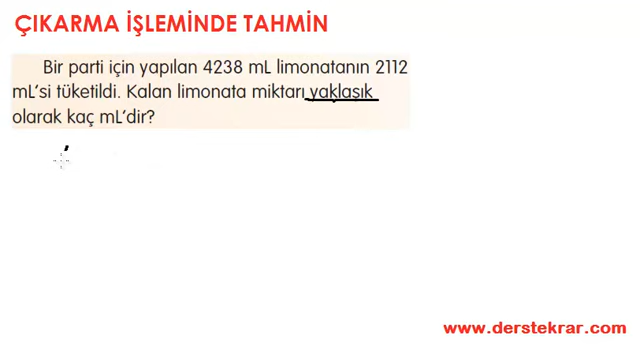 ÇIKARMA İŞLEMİNDE TAHMİN
Bir parti için yapılan 4238 mL limonatanın 2112
mL'si tüketildi. Kalan limonata miktarı yaklaşık
olarak kaç mL'dir?
www.derstekrar.com